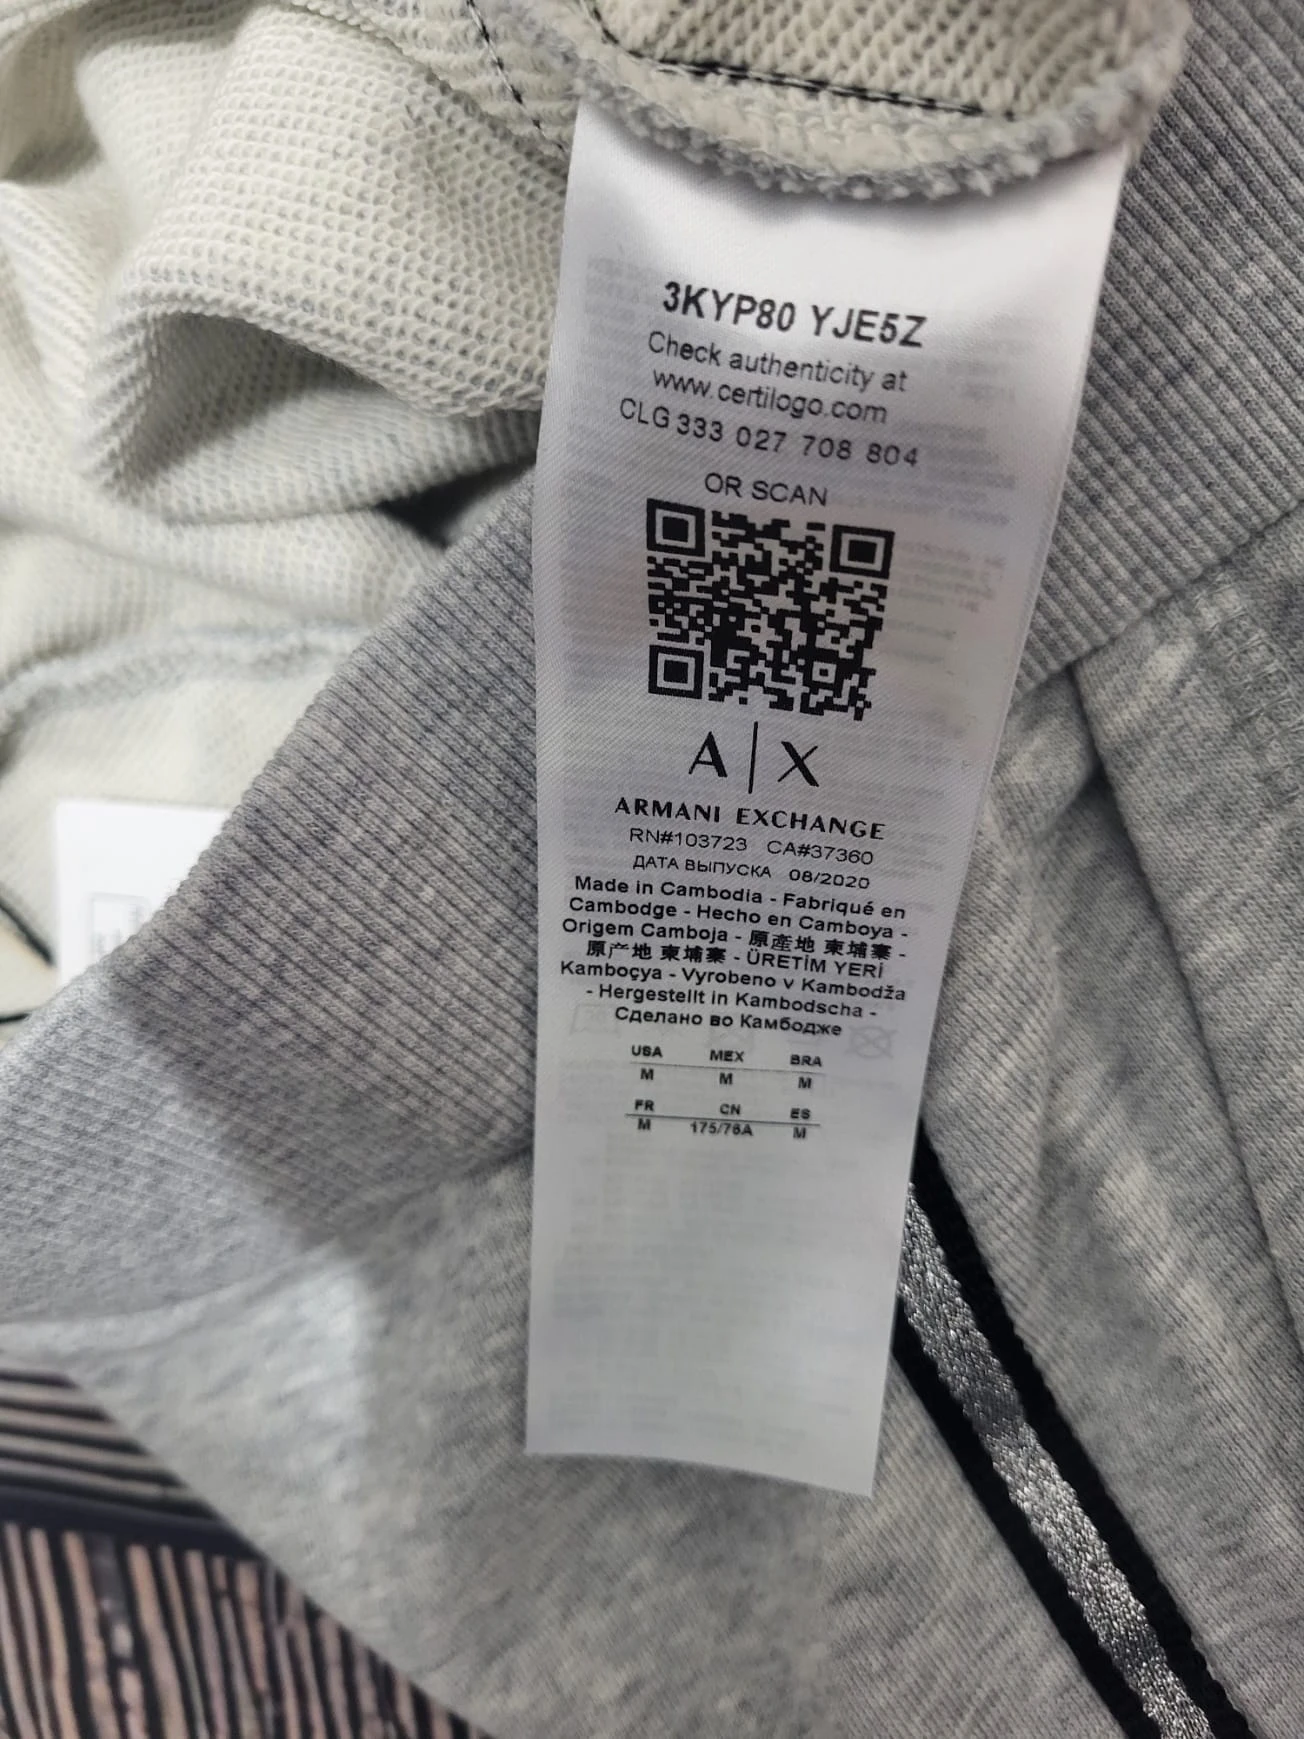 3KYP80 YJE5Z
Check authenticity at
www.certilogo.com
CLG 333 027 708 804
OR SCAN
A|X
ARMANI EXCHANGE
RN#103723 CA#37360
ДАТА ВЫПУСКА 08/2020
Made in Cambodia - Fabriqué en
Cambodge - Hecho en Camboya -
Origem Camboja - 原產地 柬埔寨 -
原产地 柬埔寨 - ÜRETİM YERİ
Kamboçya - Vyrobeno v Kambodža
- Hergestellt in Kambodscha -
Сделано во Камбодже
USA MEX BRA
M M M
FR CN ES
M 175/76A M